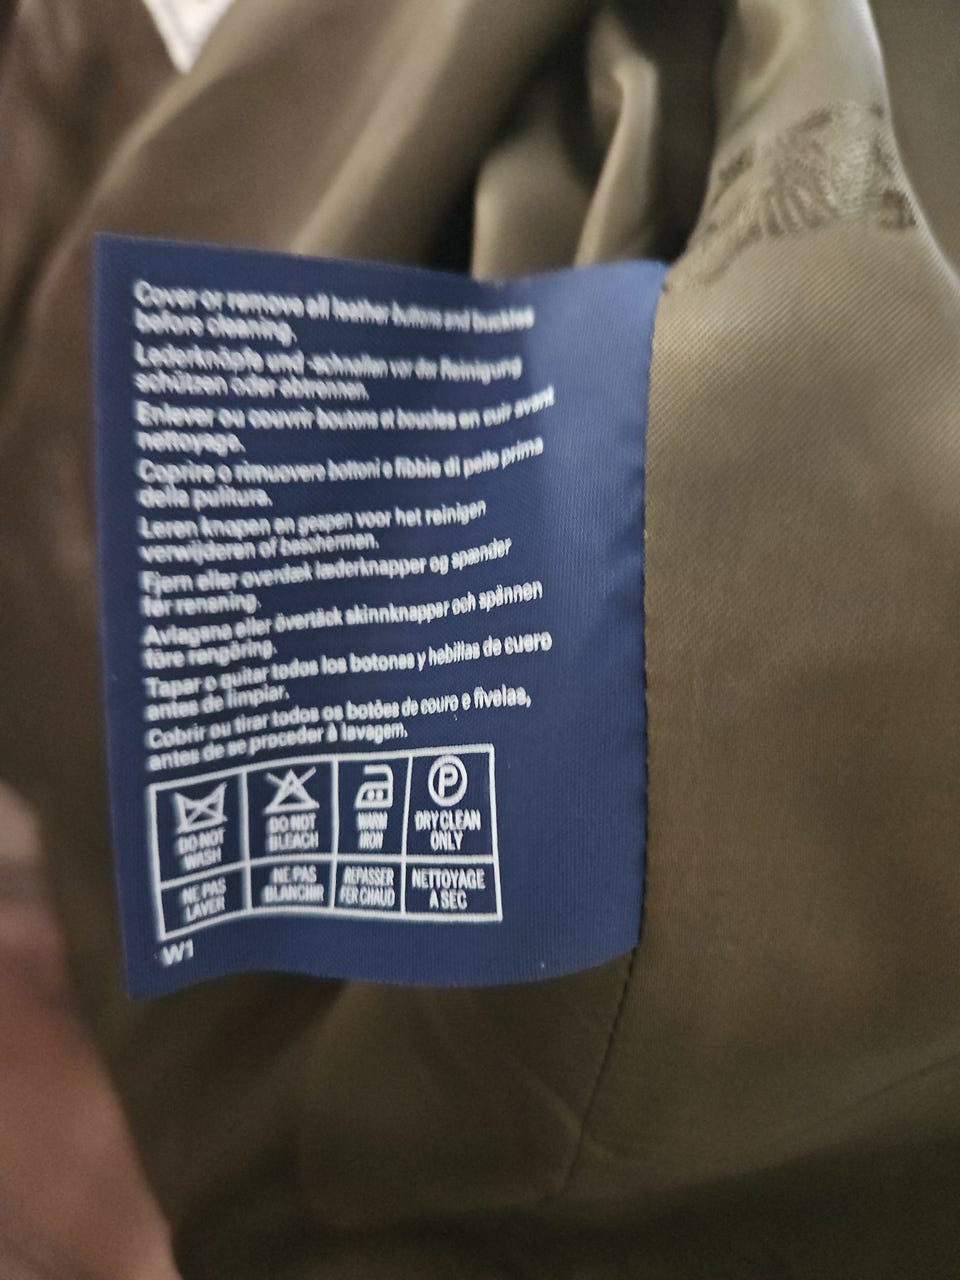 Cover or remove all leather buttons and buckles
before cleaning.
Lederknöpfe und -schnallen vor der Reinigung
schützen oder abtrennen.
Enlever ou couvrir boutons et boucles en cuir avant
nettoyage.
Coprire o rimuovere bottoni e fibbie di pelle prima
della pulitura.
Leren knopen en gespen voor het reinigen
verwijderen of beschermen.
Fjern eller overdæk læderknapper og spænder
før rensning.
Avlagsna eller övertäck skinnknappar och spännen
före rengöring.
Tapar o quitar todos los botones y hebillas de cuero
antes de limpiar.
Cobrir ou tirar todos os botões de couro e fivelas,
antes de se proceder à lavagem.
P
DO NOT WASH
DO NOT BLEACH
WARM IRON
DRY CLEAN ONLY
NE PAS LAVER
NE PAS BLANCHIR
REPASSER FER CHAUD
NETTOYAGE A SEC
W1